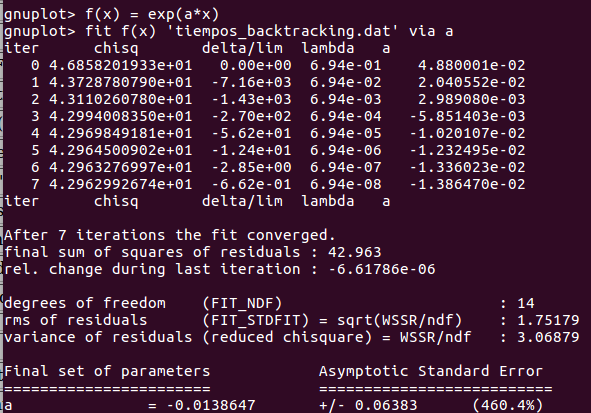 gnuplot> f(x) = exp(a*x)
gnuplot> fit f(x) 'tiempos_backtracking.dat' via a
iter chisq delta/lim lambda a
0 4.6858201933e+01 0.00e+00 6.94e-01 4.880001e-02
1 4.3728780790e+01 -7.16e+03 6.94e-02 2.040552e-02
2 4.3110260780e+01 -1.43e+03 6.94e-03 2.989080e-03
3 4.2994008350e+01 -2.70e+02 6.94e-04 -5.851403e-03
4 4.2969849181e+01 -5.62e+01 6.94e-05 -1.020107e-02
5 4.2964500902e+01 -1.24e+01 6.94e-06 -1.232495e-02
6 4.2963276997e+01 -2.85e+00 6.94e-07 -1.336023e-02
7 4.2962992674e+01 -6.62e-01 6.94e-08 -1.386470e-02
iter chisq delta/lim lambda a
After 7 iterations the fit converged.
final sum of squares of residuals : 42.963
rel. change during last iteration : -6.61786e-06
degrees of freedom (FIT_NDF) : 14
rms of residuals (FIT_STDFIT) = sqrt(WSSR/ndf) : 1.75179
variance of residuals (reduced chisquare) = WSSR/ndf : 3.06879
Final set of parameters Asymptotic Standard Error
======================= ==========================
a = -0.0138647 +/- 0.06383 (460.4%)